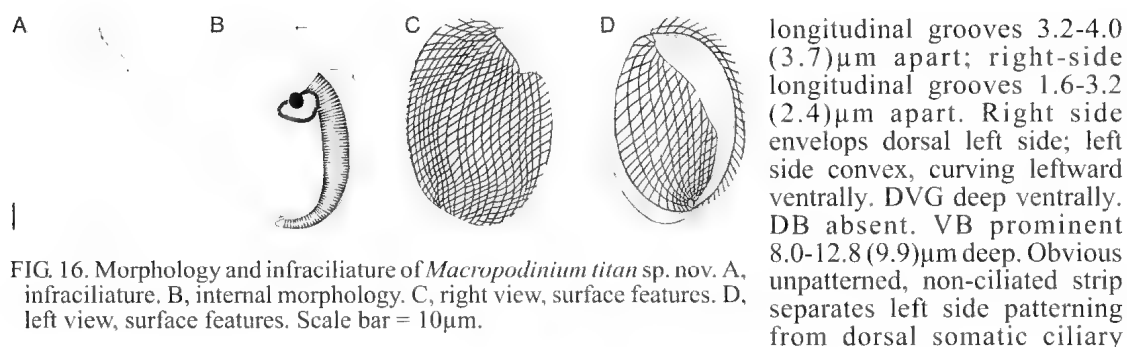 A B C D
FIG. 16. Morphology and infraciliature of Macropodinium titan sp. nov. A,
infraciliature. B, internal morphology. C, right view, surface features. D,
left view, surface features. Scale bar = 10µm.
longitudinal grooves 3.2-4.0
(3.7)µm apart; right-side
longitudinal grooves 1.6-3.2
(2.4)µm apart. Right side
envelops dorsal left side; left
side convex, curving leftward
ventrally. DVG deep ventrally.
DB absent. VB prominent
8.0-12.8 (9.9)µm deep. Obvious
unpatterned, non-ciliated strip
separates left side patterning
from dorsal somatic ciliary